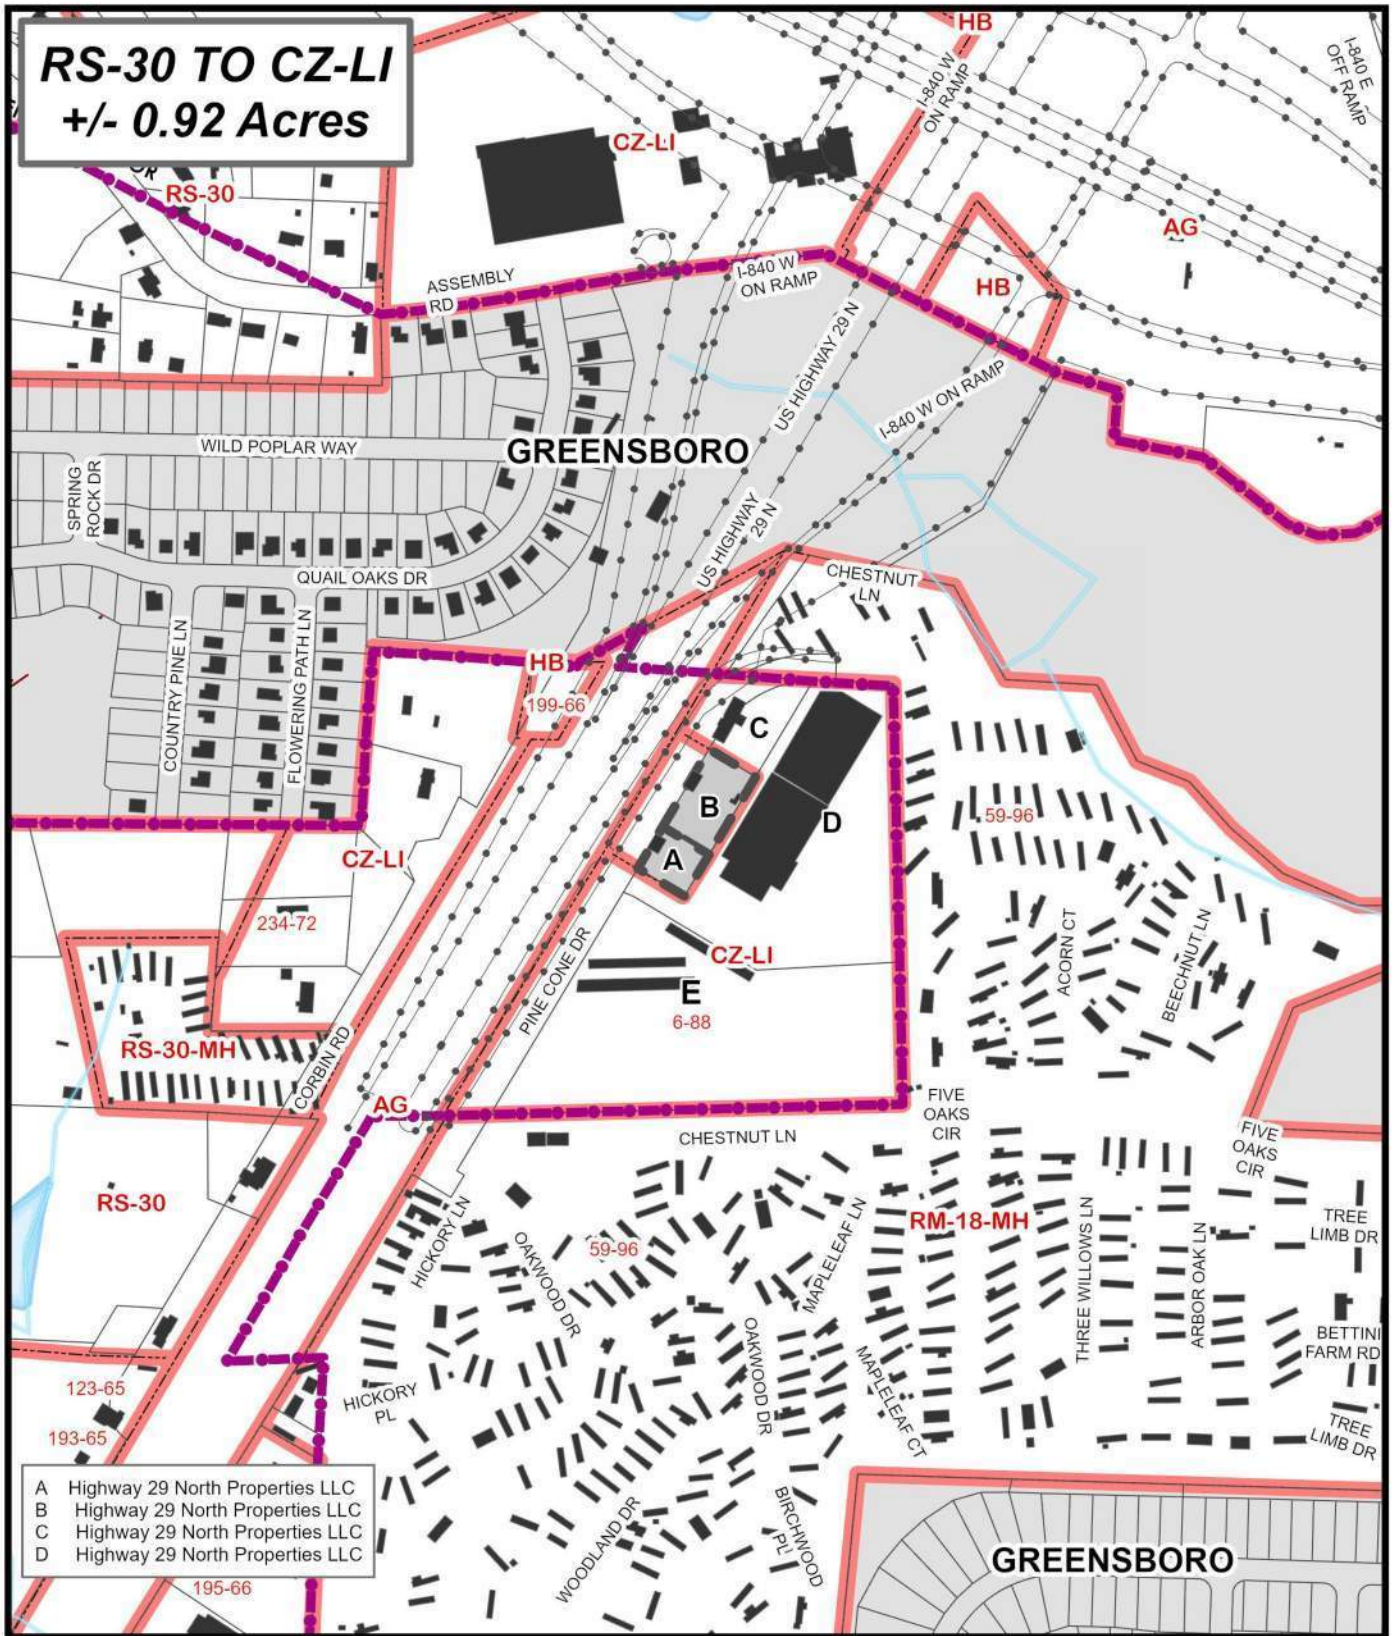 RS-30 TO CZ-LI
+/- 0.92 Acres
HB
I-840 W
ON RAMP
I-840 E
OFF RAMP
CZ-LI
RS-30
AG
ASSEMBLY
RD
I-840 W
ON RAMP
HB
US HIGHWAY 29 N
I-840 W ON RAMP
WILD POPLAR WAY
GREENSBORO
SPRING
ROCK DR
US HIGHWAY
29 N
QUAIL OAKS DR
CHESTNUT
LN
COUNTRY PINE LN
FLOWERING PATH LN
HB
199-66
C
B
D
A
59-96
CZ-LI
234-72
CZ-LI
E
6-88
PINE CONE DR
ACORN CT
BEECHNUT LN
RS-30-MH
CORBIN RD
AG
FIVE
OAKS
CIR
CHESTNUT LN
FIVE
OAKS
CIR
RS-30
HICKORY LN
OAKWOOD DR
59-96
MAPLELEAF LN
RM-18-MH
THREE WILLOWS LN
ARBOR OAK LN
TREE
LIMB DR
BETTINI
FARM RD
OAKWOOD DR
MAPLELEAF CT
123-65
HICKORY
PL
193-65
TREE
LIMB DR
A Highway 29 North Properties LLC
B Highway 29 North Properties LLC
C Highway 29 North Properties LLC
D Highway 29 North Properties LLC
WOODLAND DR
BIRCHWOOD
PL
GREENSBORO
195-66